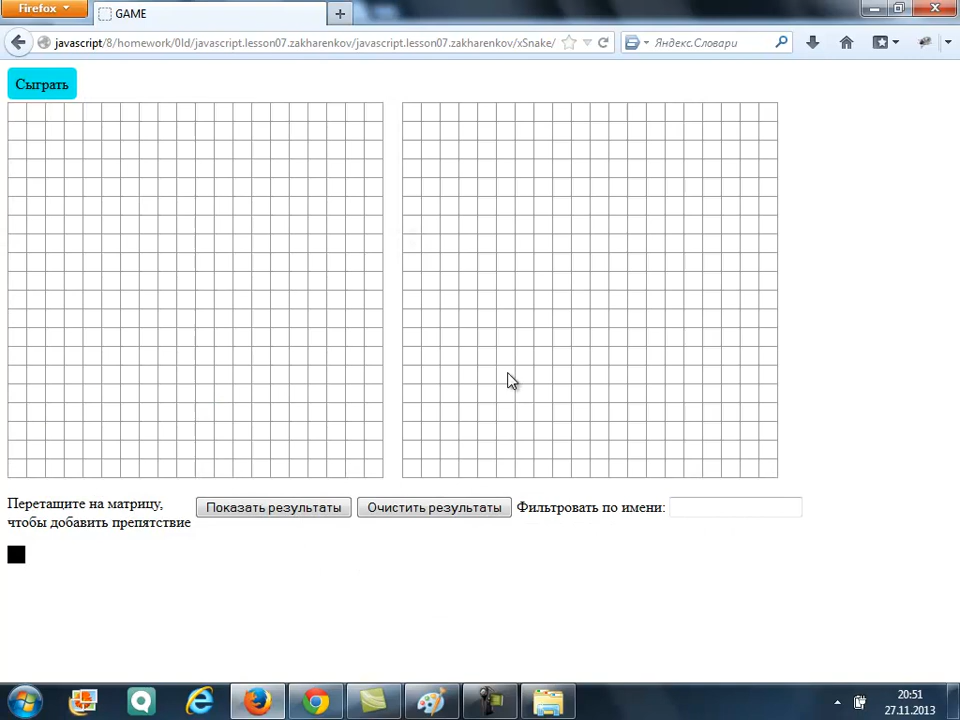 Firefox
GAME
javascript/8/homework/0ld/javascript.lesson07.zakharenkov/javascript.lesson07.zakharenkov/xSnake/
Яндекс.Словари
Сыграть
Перетащите на матрицу,
чтобы добавить препятствие
Показать результаты
Очистить результаты
Фильтровать по имени:
20:51
27.11.2013